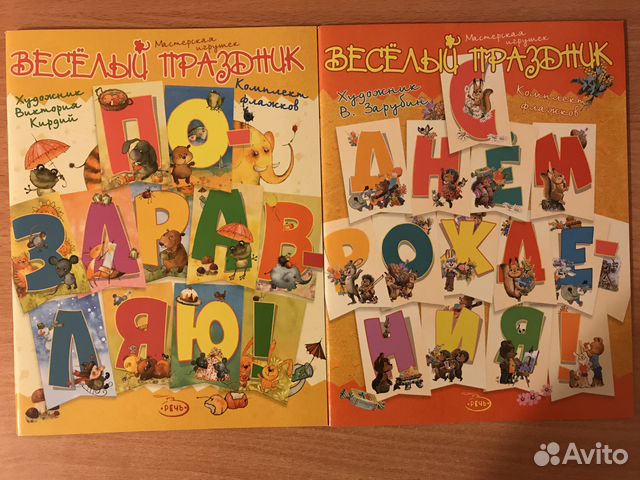 Мастерская
игрушек
ВЕСЁЛЫЙ ПРАЗДНИК
Художник
Виктория
Кирдий
Комплект
флажков
ПО-
ЗДРАВ-
ЛЯЮ!
РЕЧЬ
Мастерская
игрушек
ВЕСЁЛЫЙ ПРАЗДНИК
Художник
В. Зарубин
Комплект
флажков
С
ДНЁМ
РОЖДЕ-
НИЯ!
РЕЧЬ
Avito